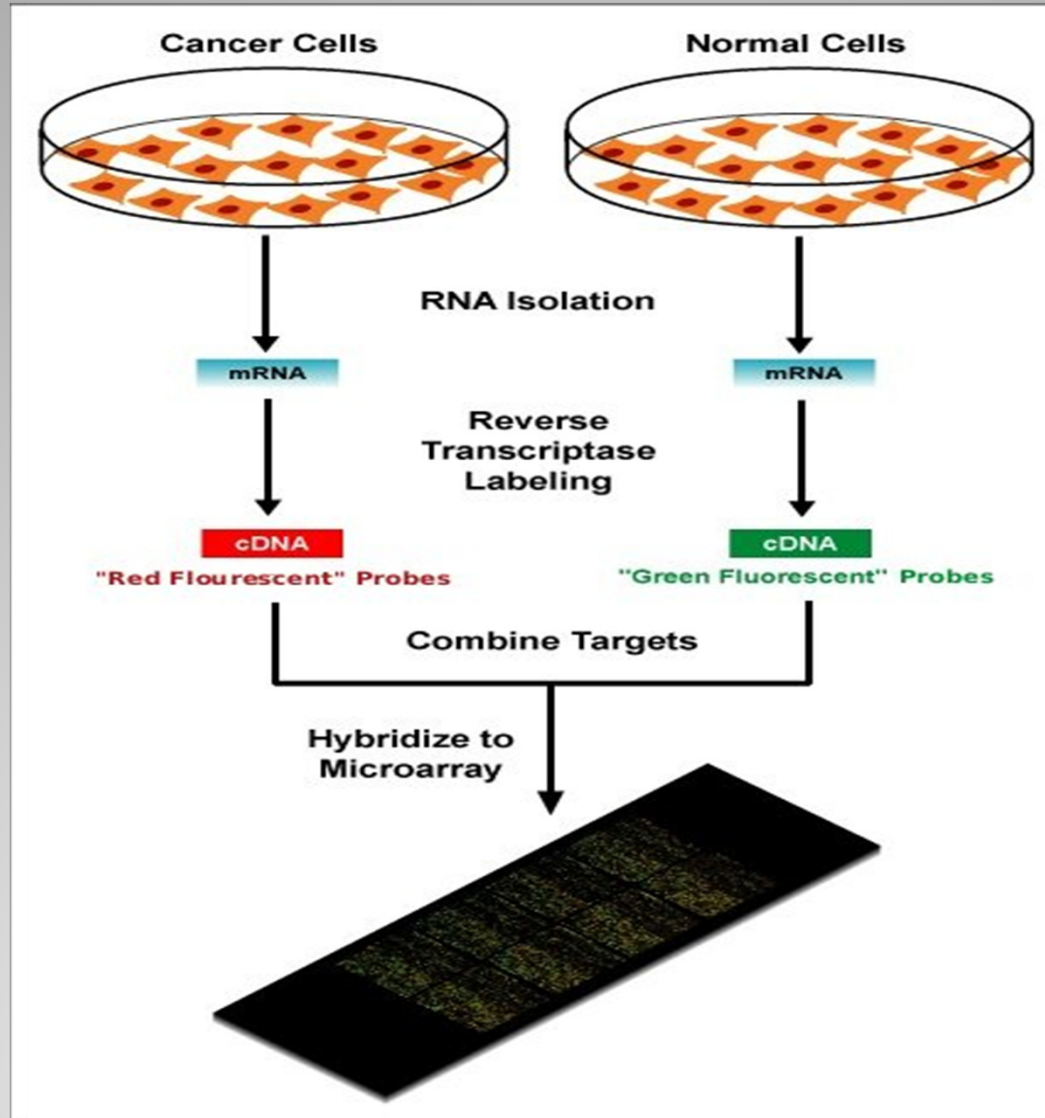 Cancer Cells
Normal Cells
RNA Isolation
mRNA
mRNA
Reverse
Transcriptase
Labeling
cDNA
cDNA
"Red Flourescent" Probes
"Green Fluorescent" Probes
Combine Targets
Hybridize to
Microarray